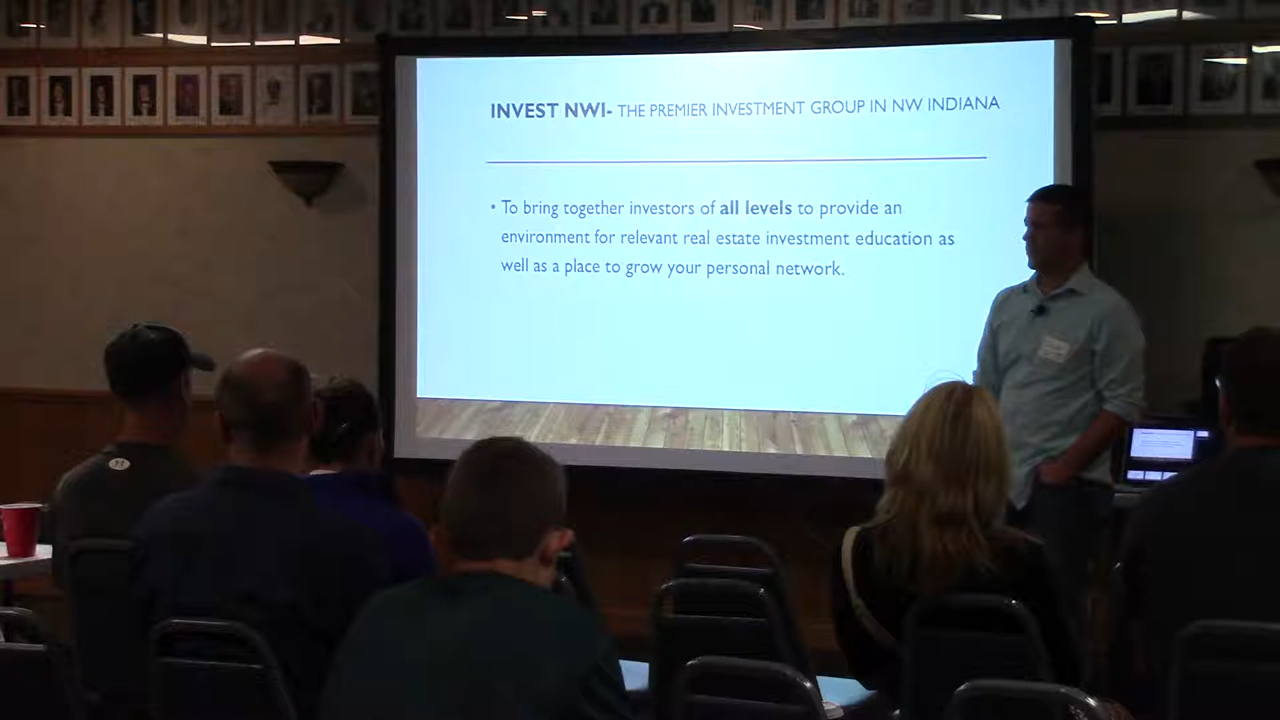 INVEST NWI- THE PREMIER INVESTMENT GROUP IN NW INDIANA
• To bring together investors of all levels to provide an
environment for relevant real estate investment education as
well as a place to grow your personal network.